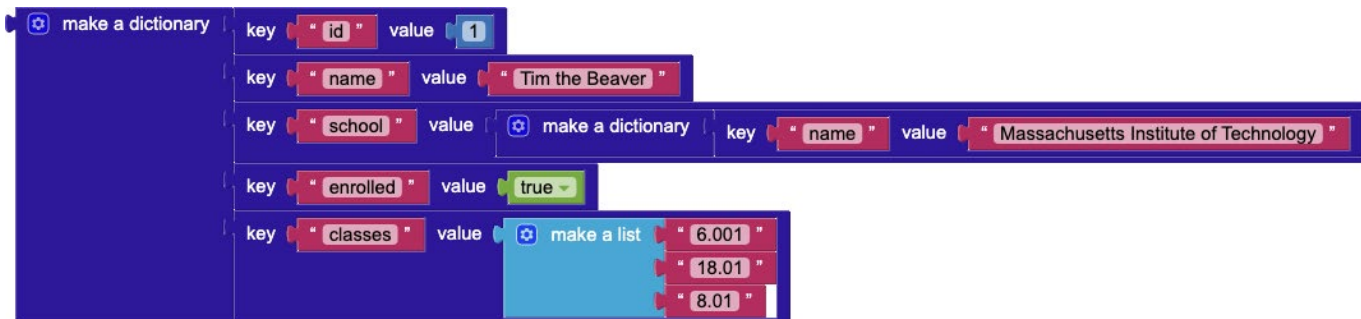 make a dictionary key " id " value 1
key " name " value " Tim the Beaver "
key " school " value make a dictionary key " name " value " Massachusetts Institute of Technology "
key " enrolled " value true
key " classes " value make a list " 6.001 "
" 18.01 "
" 8.01 "